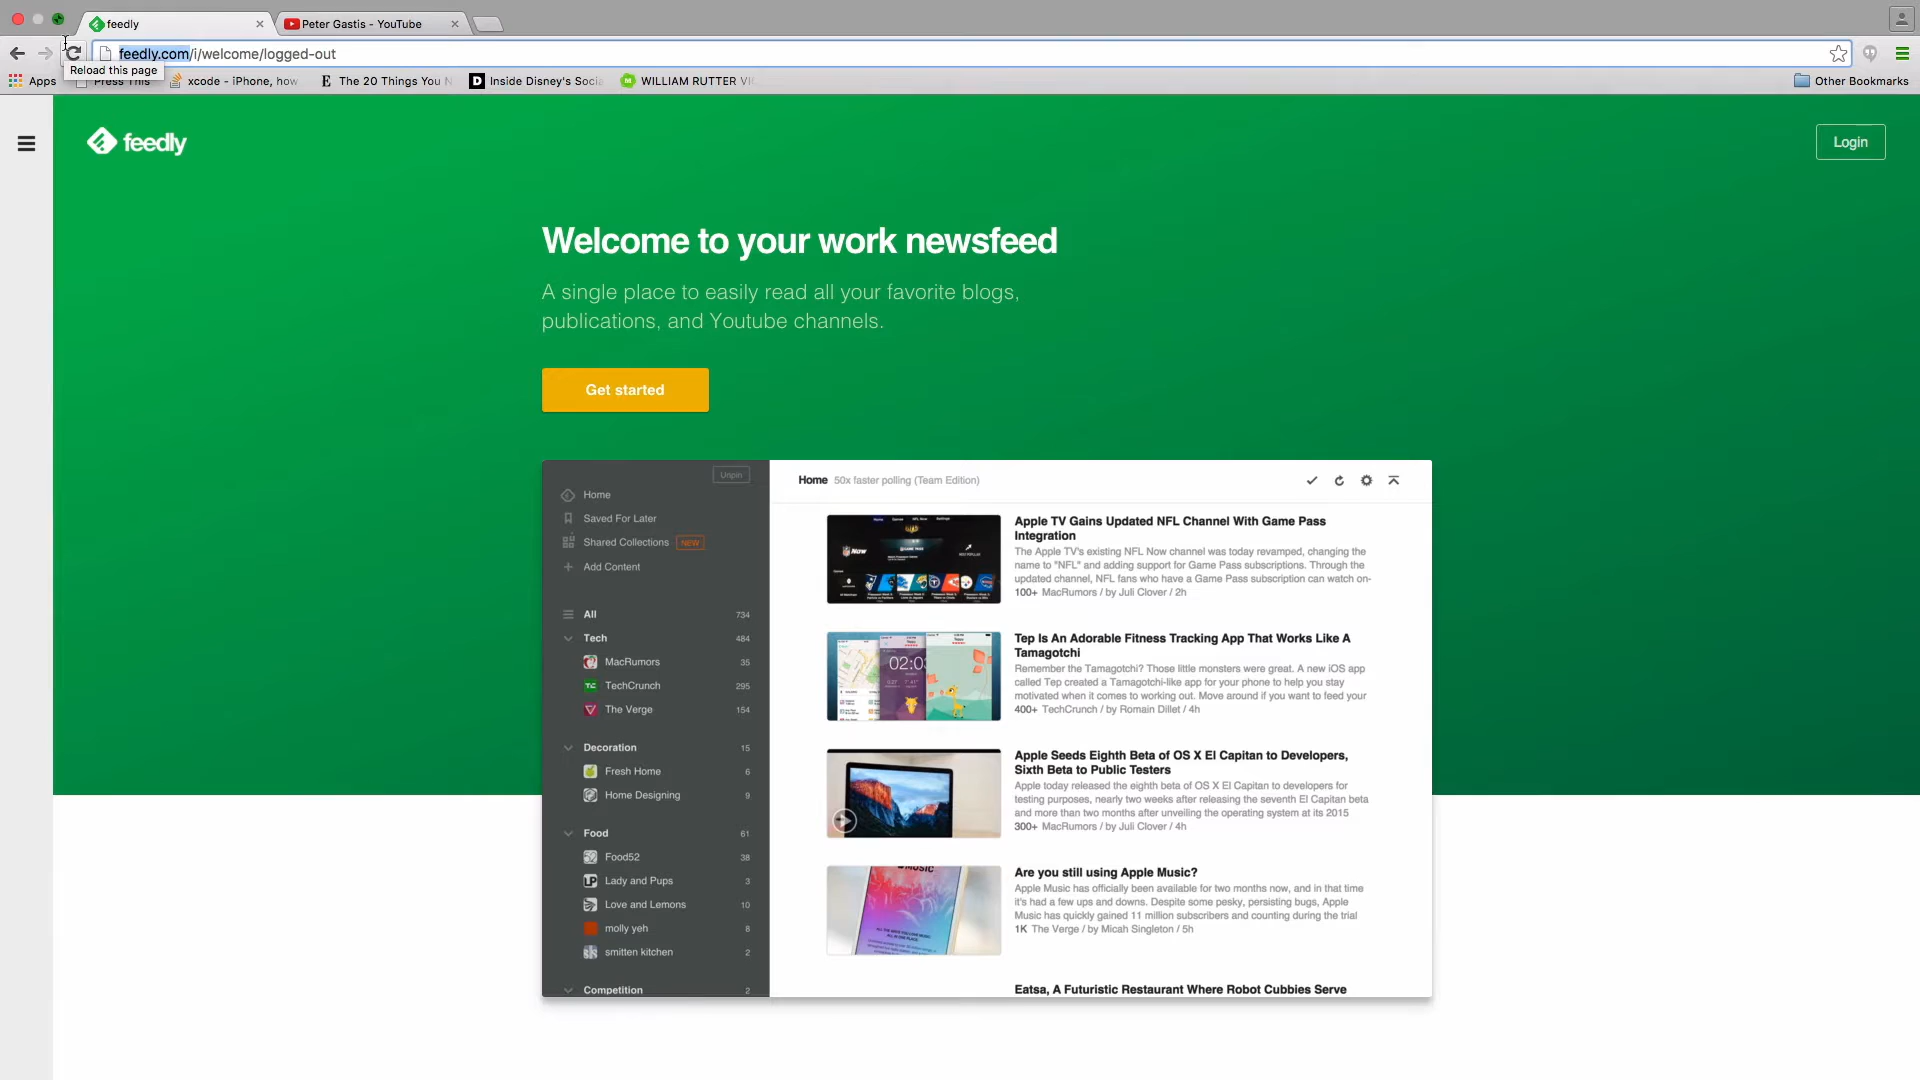 feedly
Peter Gastis - YouTube
feedly.com/i/welcome/logged-out
Reload this page
Apps
Press This
xcode - iPhone, how
The 20 Things You N
Inside Disney's Socia
WILLIAM RUTTER VI
Other Bookmarks
feedly
Login
Welcome to your work newsfeed
A single place to easily read all your favorite blogs,
publications, and Youtube channels.
Get started
Unpin
Home
Saved For Later
Shared Collections NEW
Add Content
All 734
Tech 484
MacRumors 35
TechCrunch 295
The Verge 154
Decoration 15
Fresh Home 6
Home Designing 9
Food 61
Food52 38
Lady and Pups 3
Love and Lemons 10
molly yeh 8
smitten kitchen 2
Competition 2
Home 50x faster polling (Team Edition)
Apple TV Gains Updated NFL Channel With Game Pass
Integration
The Apple TV's existing NFL Now channel was today revamped, changing the
name to "NFL" and adding support for Game Pass subscriptions. Through the
updated channel, NFL fans who have a Game Pass subscription can watch on-
100+ MacRumors / by Juli Clover / 2h
Tep Is An Adorable Fitness Tracking App That Works Like A
Tamagotchi
Remember the Tamagotchi? Those little monsters were great. A new iOS app
called Tep created a Tamagotchi-like app for your phone to help you stay
motivated when it comes to working out. Move around if you want to feed your
400+ TechCrunch / by Romain Dillet / 4h
Apple Seeds Eighth Beta of OS X El Capitan to Developers,
Sixth Beta to Public Testers
Apple today released the eighth beta of OS X El Capitan to developers for
testing purposes, nearly two weeks after releasing the seventh El Capitan beta
and more than two months after unveiling the operating system at its 2015
300+ MacRumors / by Juli Clover / 4h
Are you still using Apple Music?
Apple Music has officially been available for two months now, and in that time
it's had a few ups and downs. Despite some pesky, persisting bugs, Apple
Music has quickly gained 11 million subscribers and counting during the trial
1K The Verge / by Micah Singleton / 5h
Eatsa, A Futuristic Restaurant Where Robot Cubbies Serve